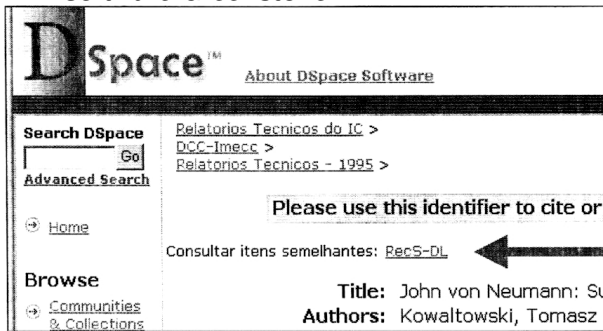 DSpace™
About DSpace Software
Search DSpace
Go
Advanced Search
Home
Browse
Communities
& Collections
Relatorios Tecnicos do IC >
DCC-Imecc >
Relatorios Tecnicos - 1995 >
Please use this identifier to cite or
Consultar itens semelhantes: RecS-DL
Title: John von Neumann:
Authors: Kowaltowski, Tomasz